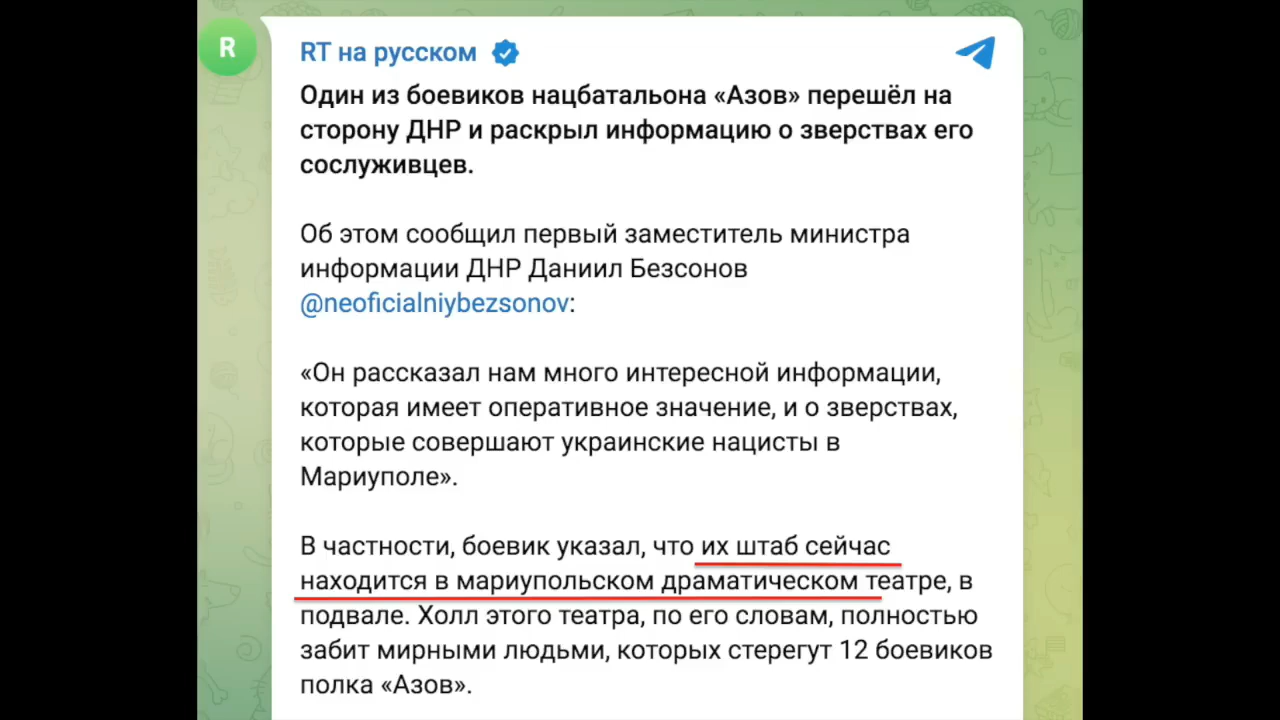 R
RT на русском
Один из боевиков нацбатальона «Азов» перешёл на
сторону ДНР и раскрыл информацию о зверствах его
сослуживцев.
Об этом сообщил первый заместитель министра
информации ДНР Даниил Безсонов
@neoficialniybezsonov:
«Он рассказал нам много интересной информации,
которая имеет оперативное значение, и о зверствах,
которые совершают украинские нацисты в
Мариуполе».
В частности, боевик указал, что их штаб сейчас
находится в мариупольском драматическом театре, в
подвале. Холл этого театра, по его словам, полностью
забит мирными людьми, которых стерегут 12 боевиков
полка «Азов».